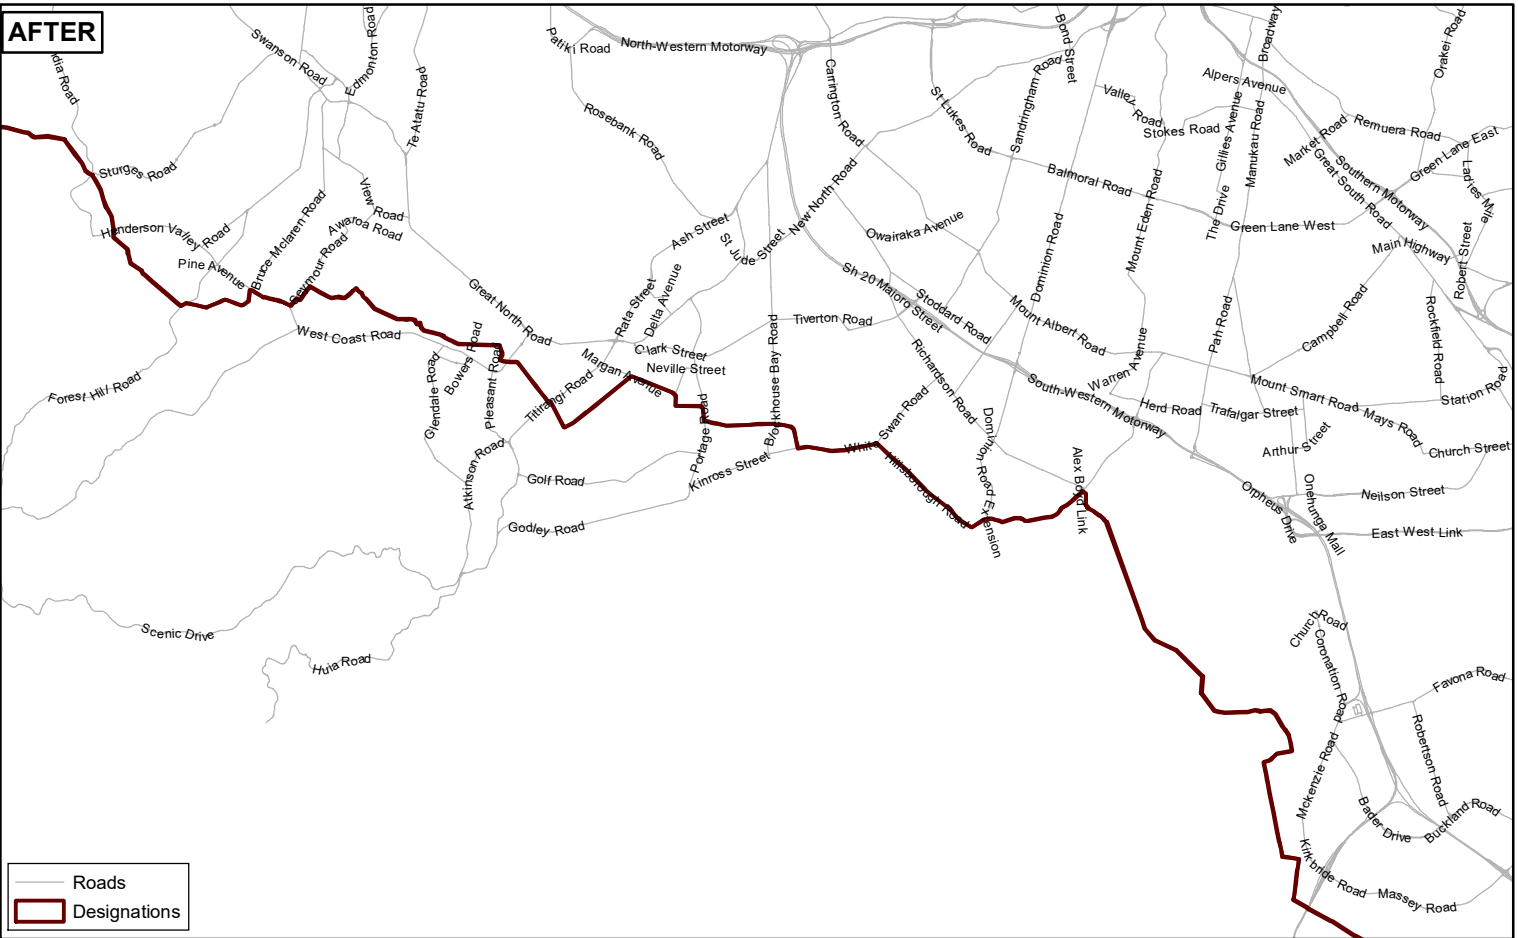 AFTER
Swanson Road
Edmonton Road
Te Atatu Road
Patiki Road
North-Western Motorway
Rosebank Road
Carrington Road
St Lukes Road
Bond Street
Sandringham Road
Valley Road
Stokes Road
Alpers Avenue
Broadway
Gillies Avenue
Manukau Road
Market Road
Remuera Road
Orakei Road
Green Lane East
Great South Road
Southern Motorway
Ladies Mile
Sturges Road
Henderson Valley Road
Pine Avenue
Bruce Mclaren Road
Seymour Road
View Road
Awaroa Road
Ash Street
St Jude Street
New North Road
Owairaka Avenue
Balmoral Road
Mount Eden Road
The Drive
Green Lane West
Main Highway
Robert Street
Great North Road
Rata Street
Delta Avenue
Sh 20 Maioro Street
Stoddard Road
Dominion Road
Mount Albert Road
Pah Road
Campbell Road
Rockfield Road
West Coast Road
Tiverton Road
Clark Street
Neville Street
Margan Avenue
Blockhouse Bay Road
Richardson Road
Warren Avenue
Forest Hill Road
Glendale Road
Bowers Road
Pleasant Road
Titirangi Road
Portage Road
Swan Road
White
South-Western Motorway
Herd Road
Trafalgar Street
Mount Smart Road
Mays Road
Station Road
Arthur Street
Church Street
Atkinson Road
Golf Road
Kinross Street
Hillsborough Road
Dominion Road Extension
Alex Boyd Link
Orpheus Drive
Onehunga Mall
Neilson Street
East West Link
Godley Road
Scenic Drive
Huia Road
Church Road
Coronation Road
Favona Road
Mckenzie Road
Robertson Road
Bader Drive
Buckland Road
Kirkbride Road
Massey Road
Roads
Designations